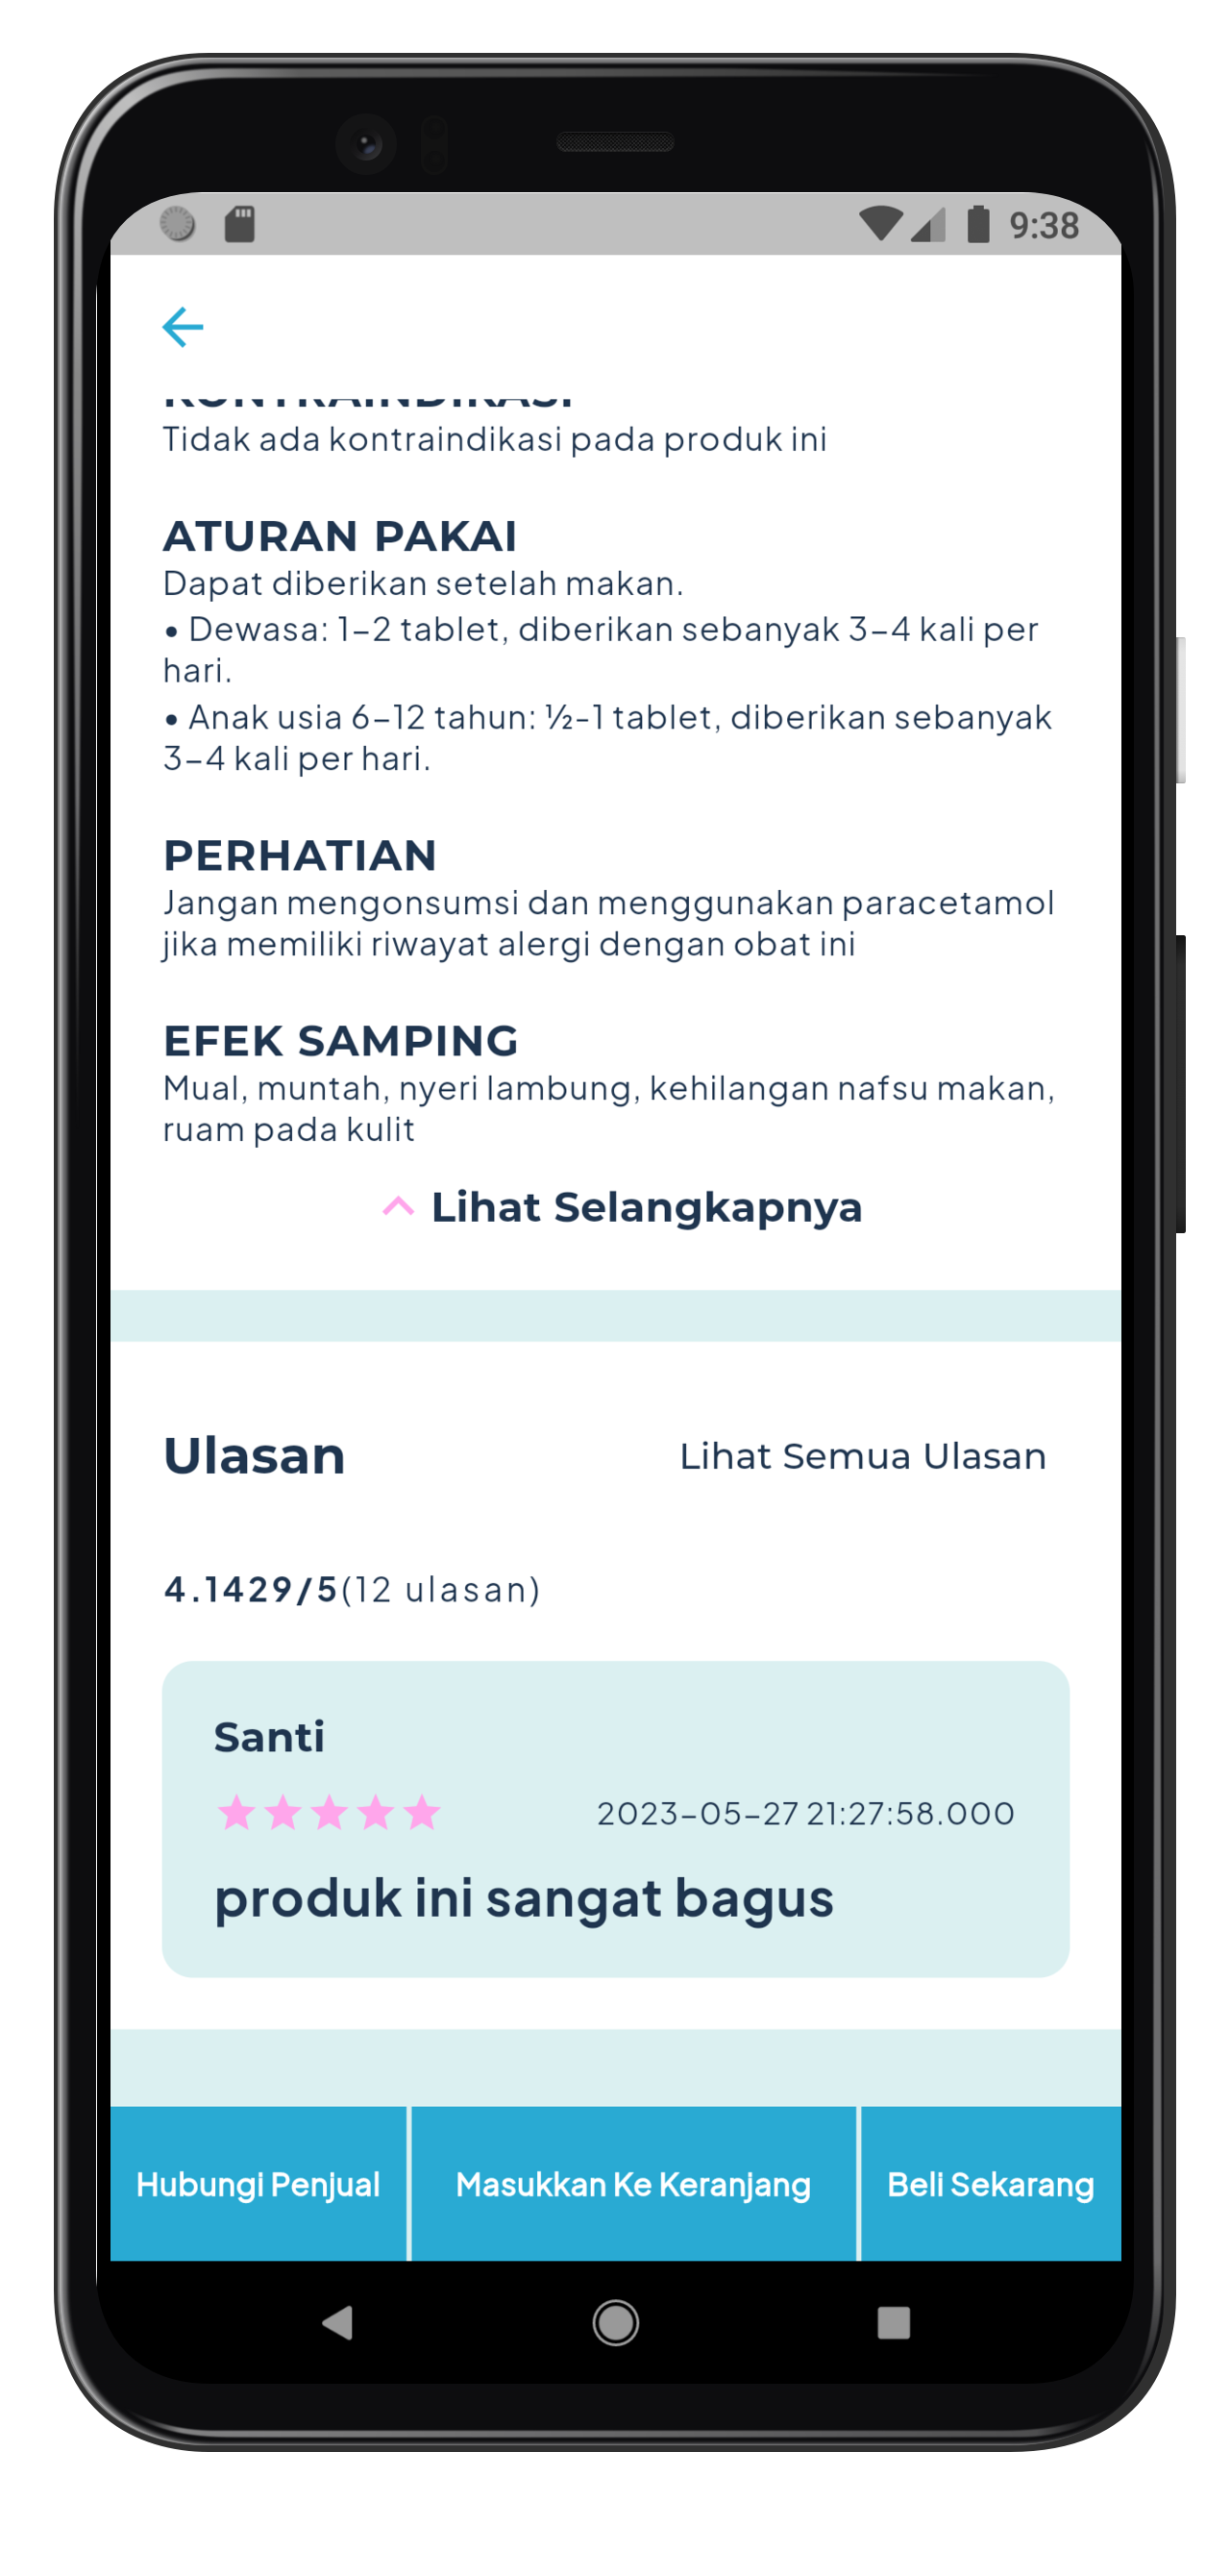 9:38
KONTRAINDIKASI
Tidak ada kontraindikasi pada produk ini
ATURAN PAKAI
Dapat diberikan setelah makan.
• Dewasa: 1–2 tablet, diberikan sebanyak 3–4 kali per
hari.
• Anak usia 6–12 tahun: ½-1 tablet, diberikan sebanyak
3–4 kali per hari.
PERHATIAN
Jangan mengonsumsi dan menggunakan paracetamol
jika memiliki riwayat alergi dengan obat ini
EFEK SAMPING
Mual, muntah, nyeri lambung, kehilangan nafsu makan,
ruam pada kulit
Lihat Selangkapnya
Ulasan Lihat Semua Ulasan
4.1429/5(12 ulasan)
Santi
2023–05–27 21:27:58.000
produk ini sangat bagus
Hubungi Penjual Masukkan Ke Keranjang Beli Sekarang